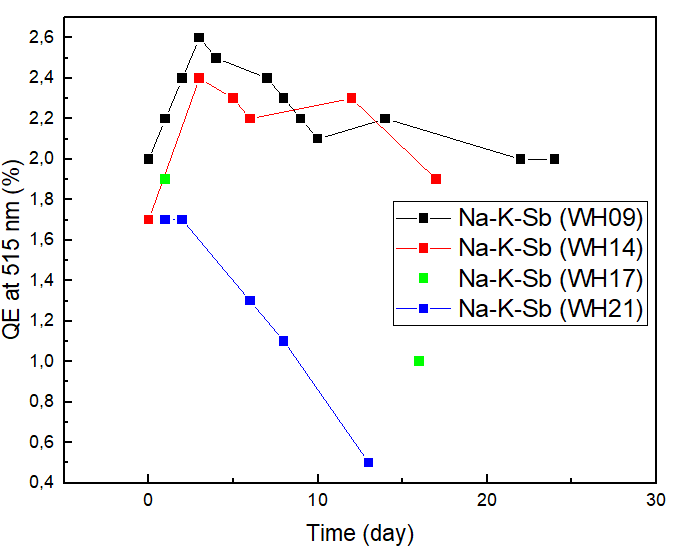 2,6
2,4
2,2
2,0
1,8
1,6
1,4
1,2
1,0
0,8
0,6
0,4
QE at 515 nm (%)
Na-K-Sb (WH09)
Na-K-Sb (WH14)
Na-K-Sb (WH17)
Na-K-Sb (WH21)
0 10 20 30
Time (day)